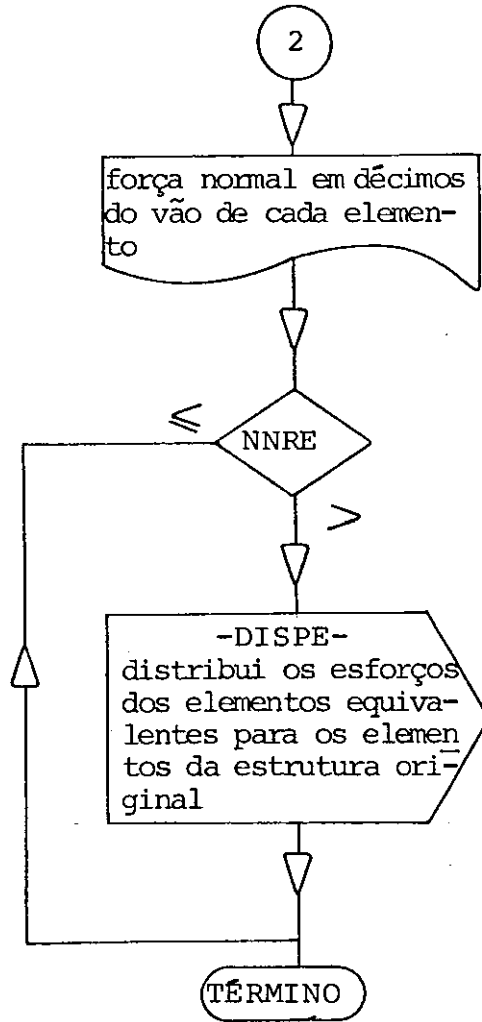 2
força normal em décimos
do vão de cada elemen-
to
≤
NNRE
>
-DISPE-
distribui os esforços
dos elementos equiva-
lentes para os elemen
tos da estrutura ori-
ginal
TÉRMINO